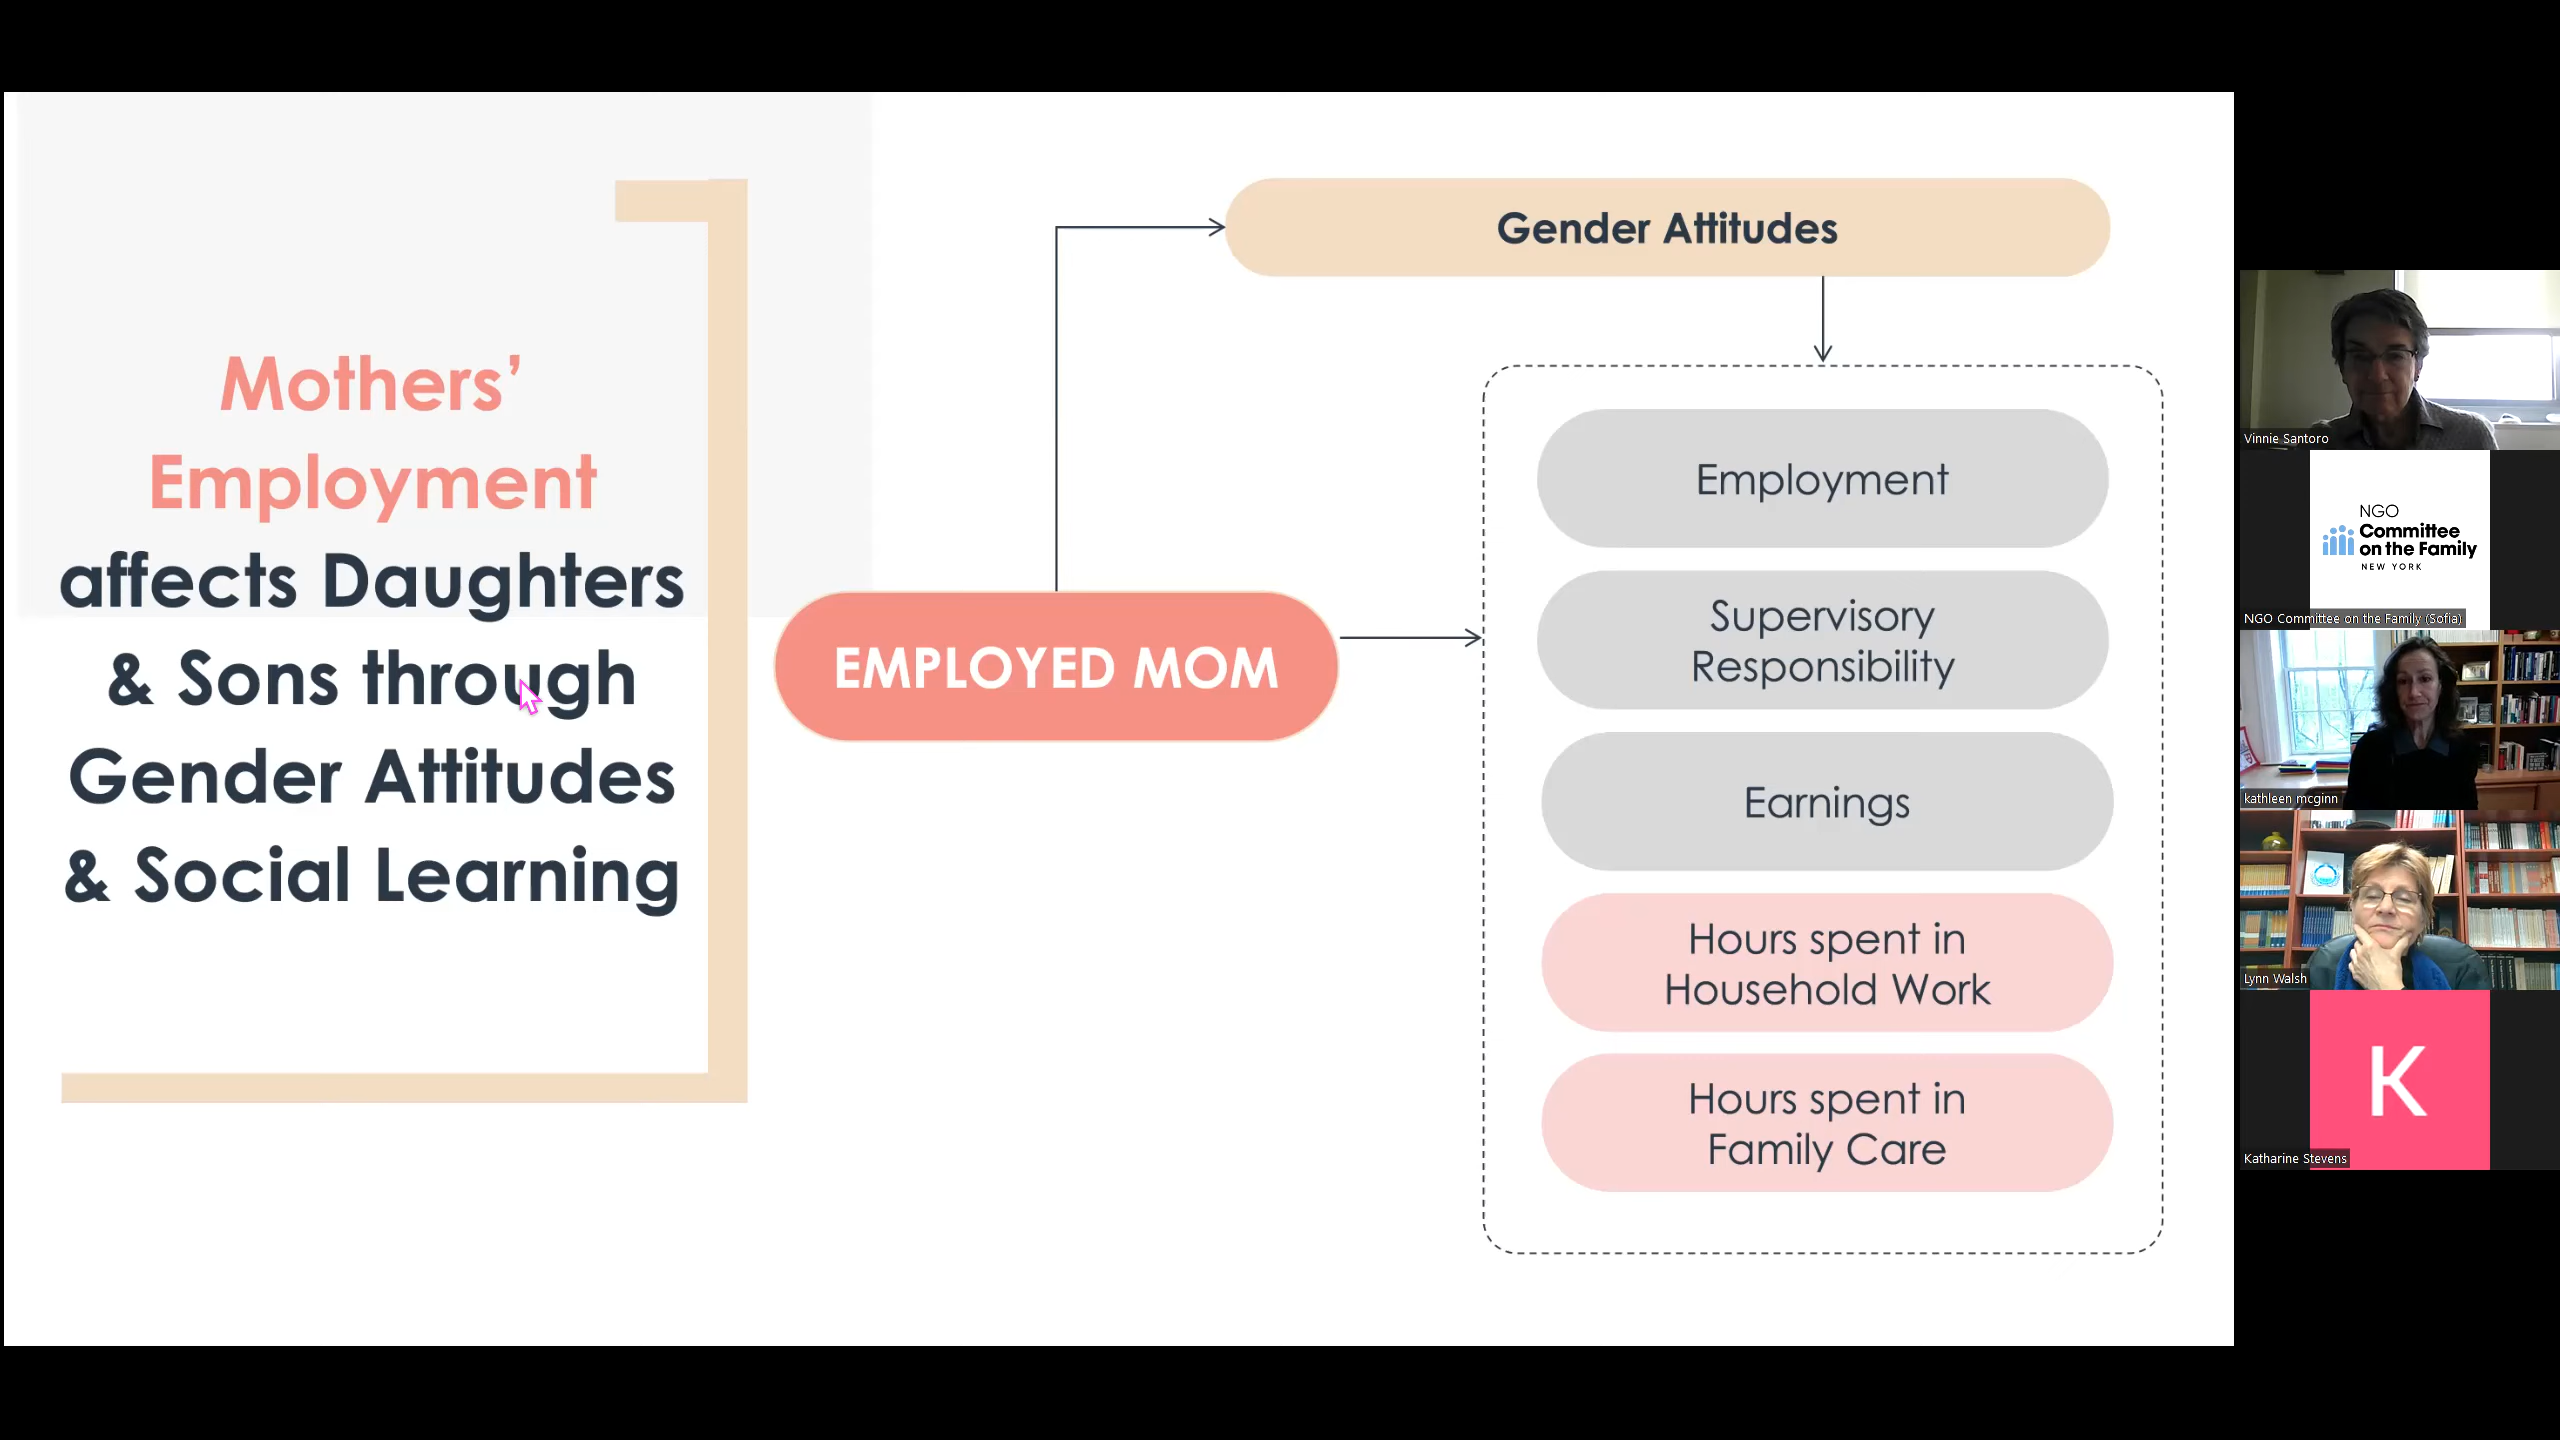 Mothers’
Employment
affects Daughters
& Sons through
Gender Attitudes
& Social Learning
Gender Attitudes
EMPLOYED MOM
Employment
Supervisory
Responsibility
Earnings
Hours spent in
Household Work
Hours spent in
Family Care
Vinnie Santoro
NGO
Committee
on the Family
NEW YORK
NGO Committee on the Family (Sofia)
kathleen mcginn
Lynn Walsh
K
Katharine Stevens